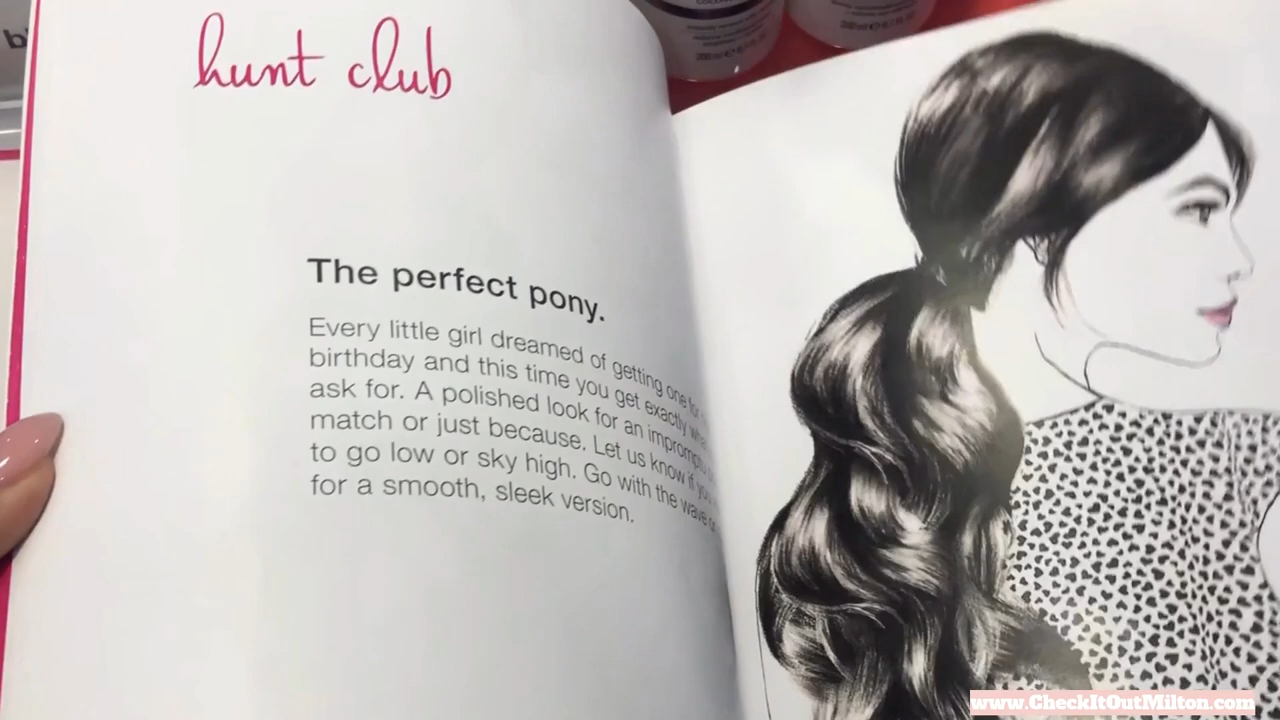 hunt club
The perfect pony.
Every little girl dreamed of getting one for
birthday and this time you get exactly
ask for. A polished look for an impromptu
match or just because. Let us know if you
to go low or sky high. Go with the wave or
for a smooth, sleek version.
www.CheckItOutMilton.com